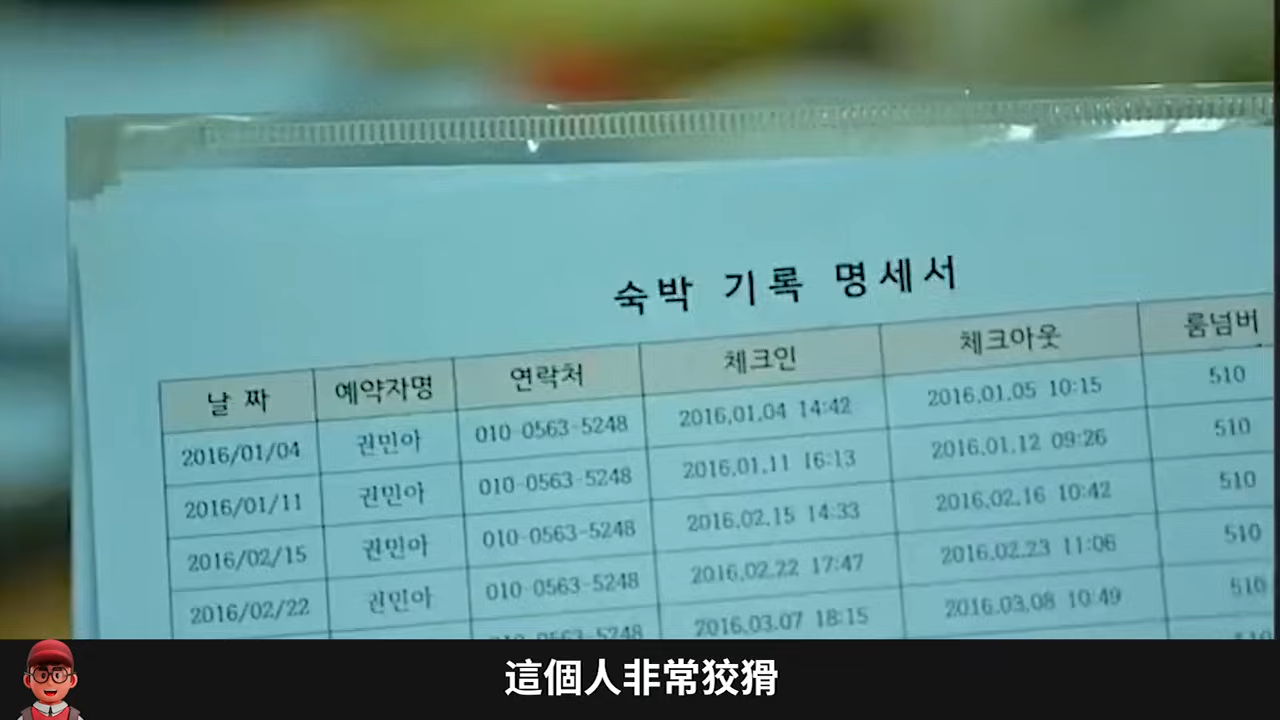 숙박 기록 명세서
날 짜 예약자명 연락처 체크인 체크아웃 룸넘버
2016/01/04 권민아 010-0563-5248 2016.01.04 14:42 2016.01.05 10:15 510
2016/01/11 권민아 010-0563-5248 2016.01.11 16:13 2016.01.12 09:26 510
2016/02/15 권민아 010-0563-5248 2016.02.15 14:33 2016.02.16 10:42 510
2016/02/22 권민아 010-0563-5248 2016.02.22 17:47 2016.02.23 11:06 510
2016.03.07 18:15 2016.03.08 10:49 510
這個人非常狡猾